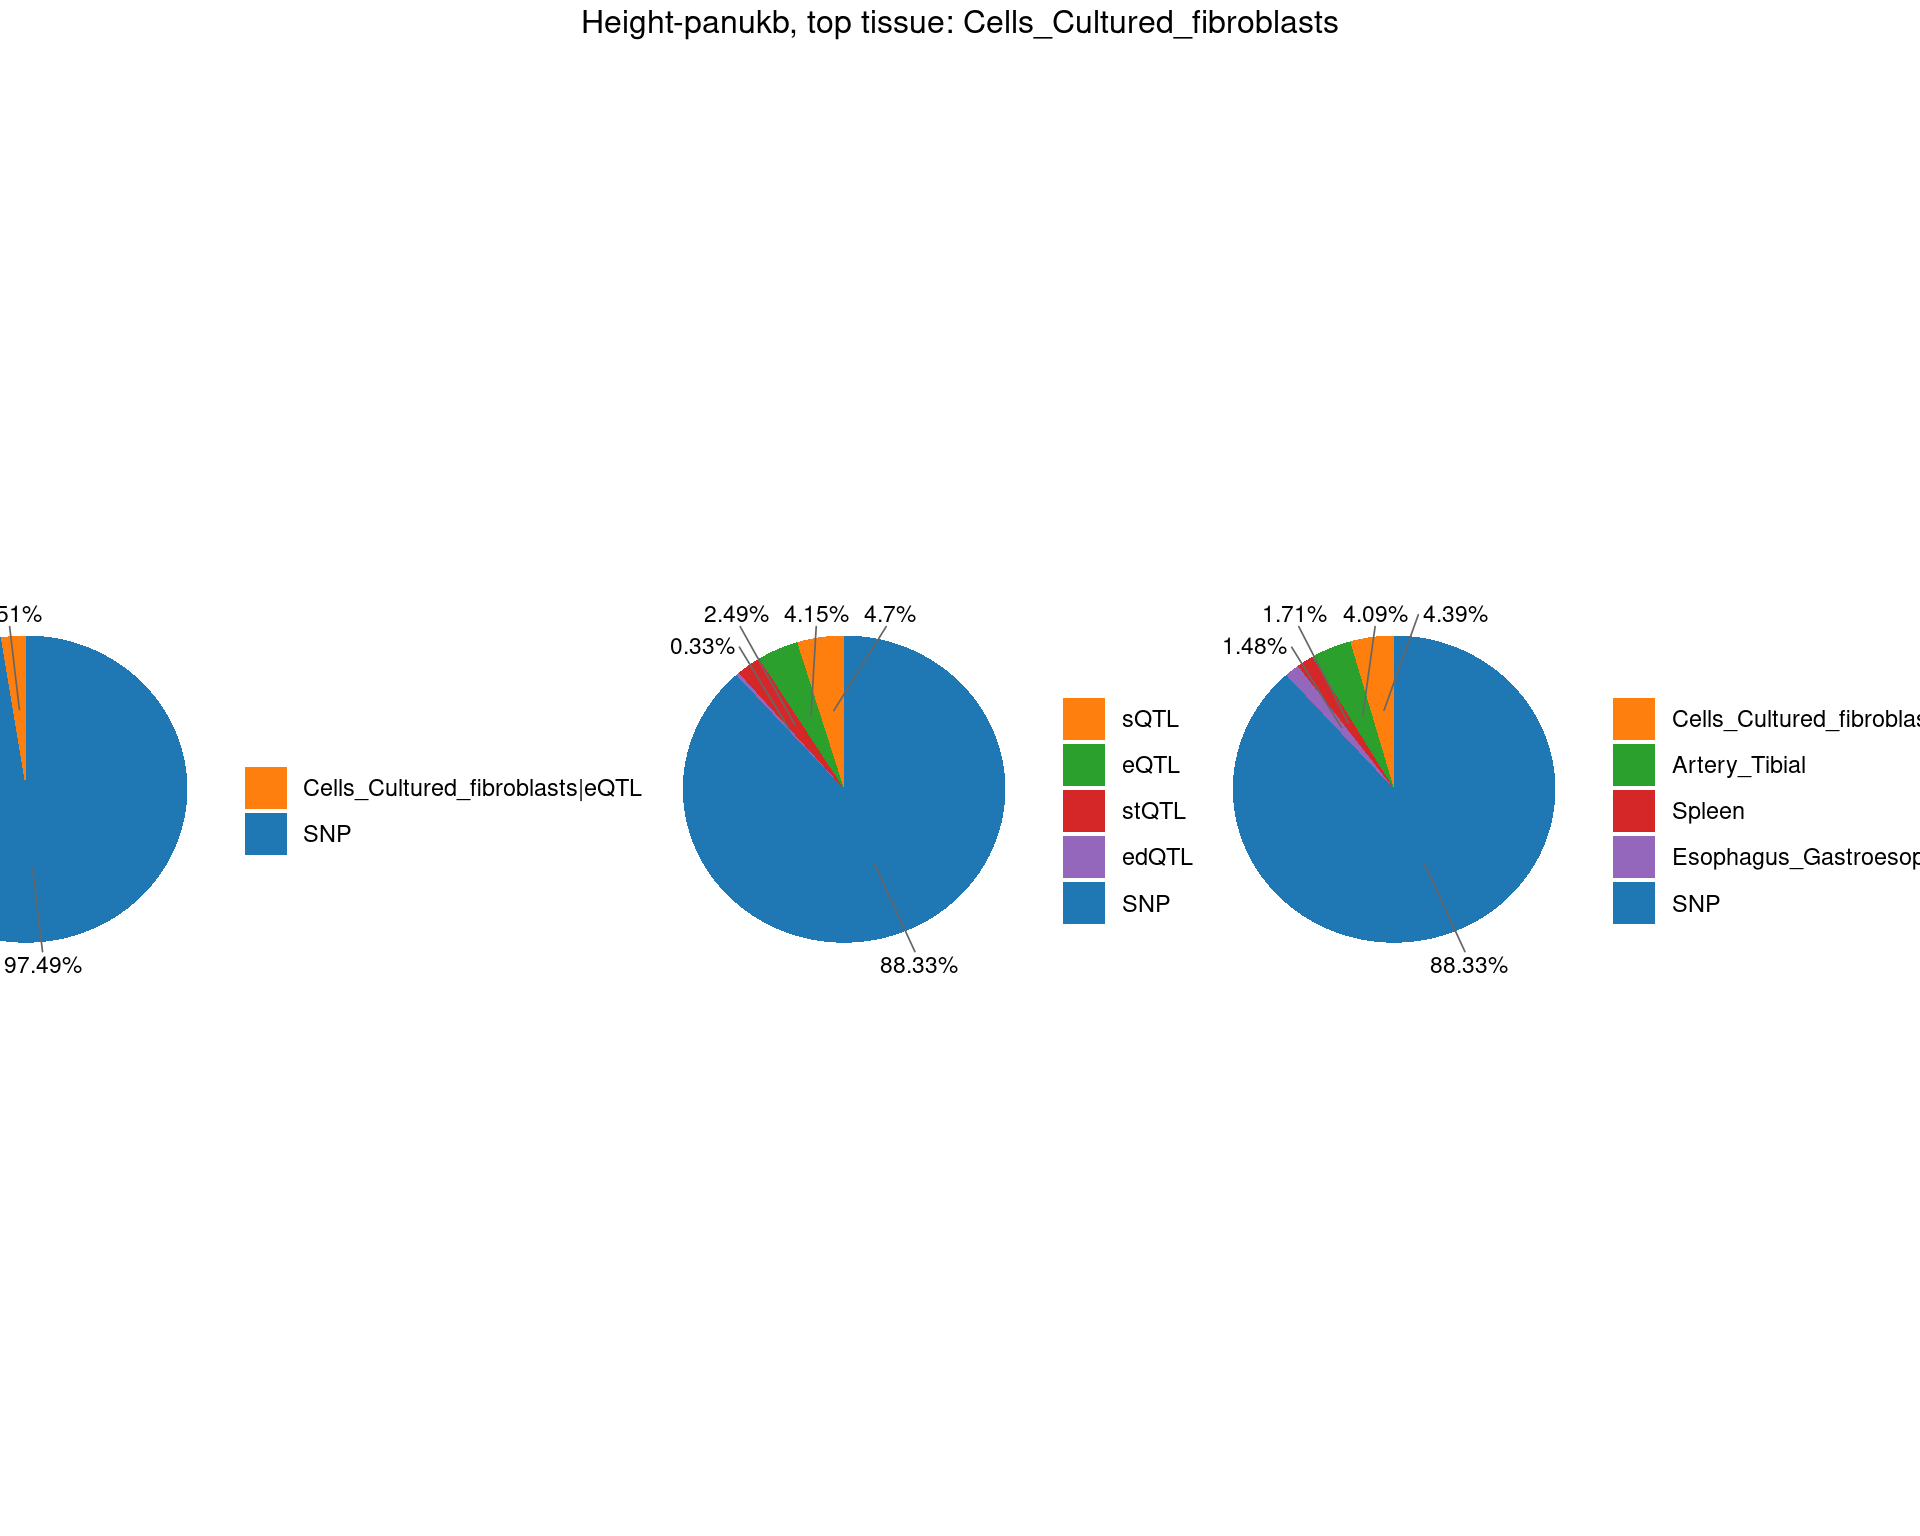 Height-panukb, top tissue: Cells_Cultured_fibroblasts
51%
97.49%
Cells_Cultured_fibroblasts|eQTL
SNP
2.49% 4.15% 4.7%
0.33%
88.33%
sQTL
eQTL
stQTL
edQTL
SNP
1.71% 4.09% 4.39%
1.48%
88.33%
Cells_Cultured_fibroblas
Artery_Tibial
Spleen
Esophagus_Gastroesop
SNP